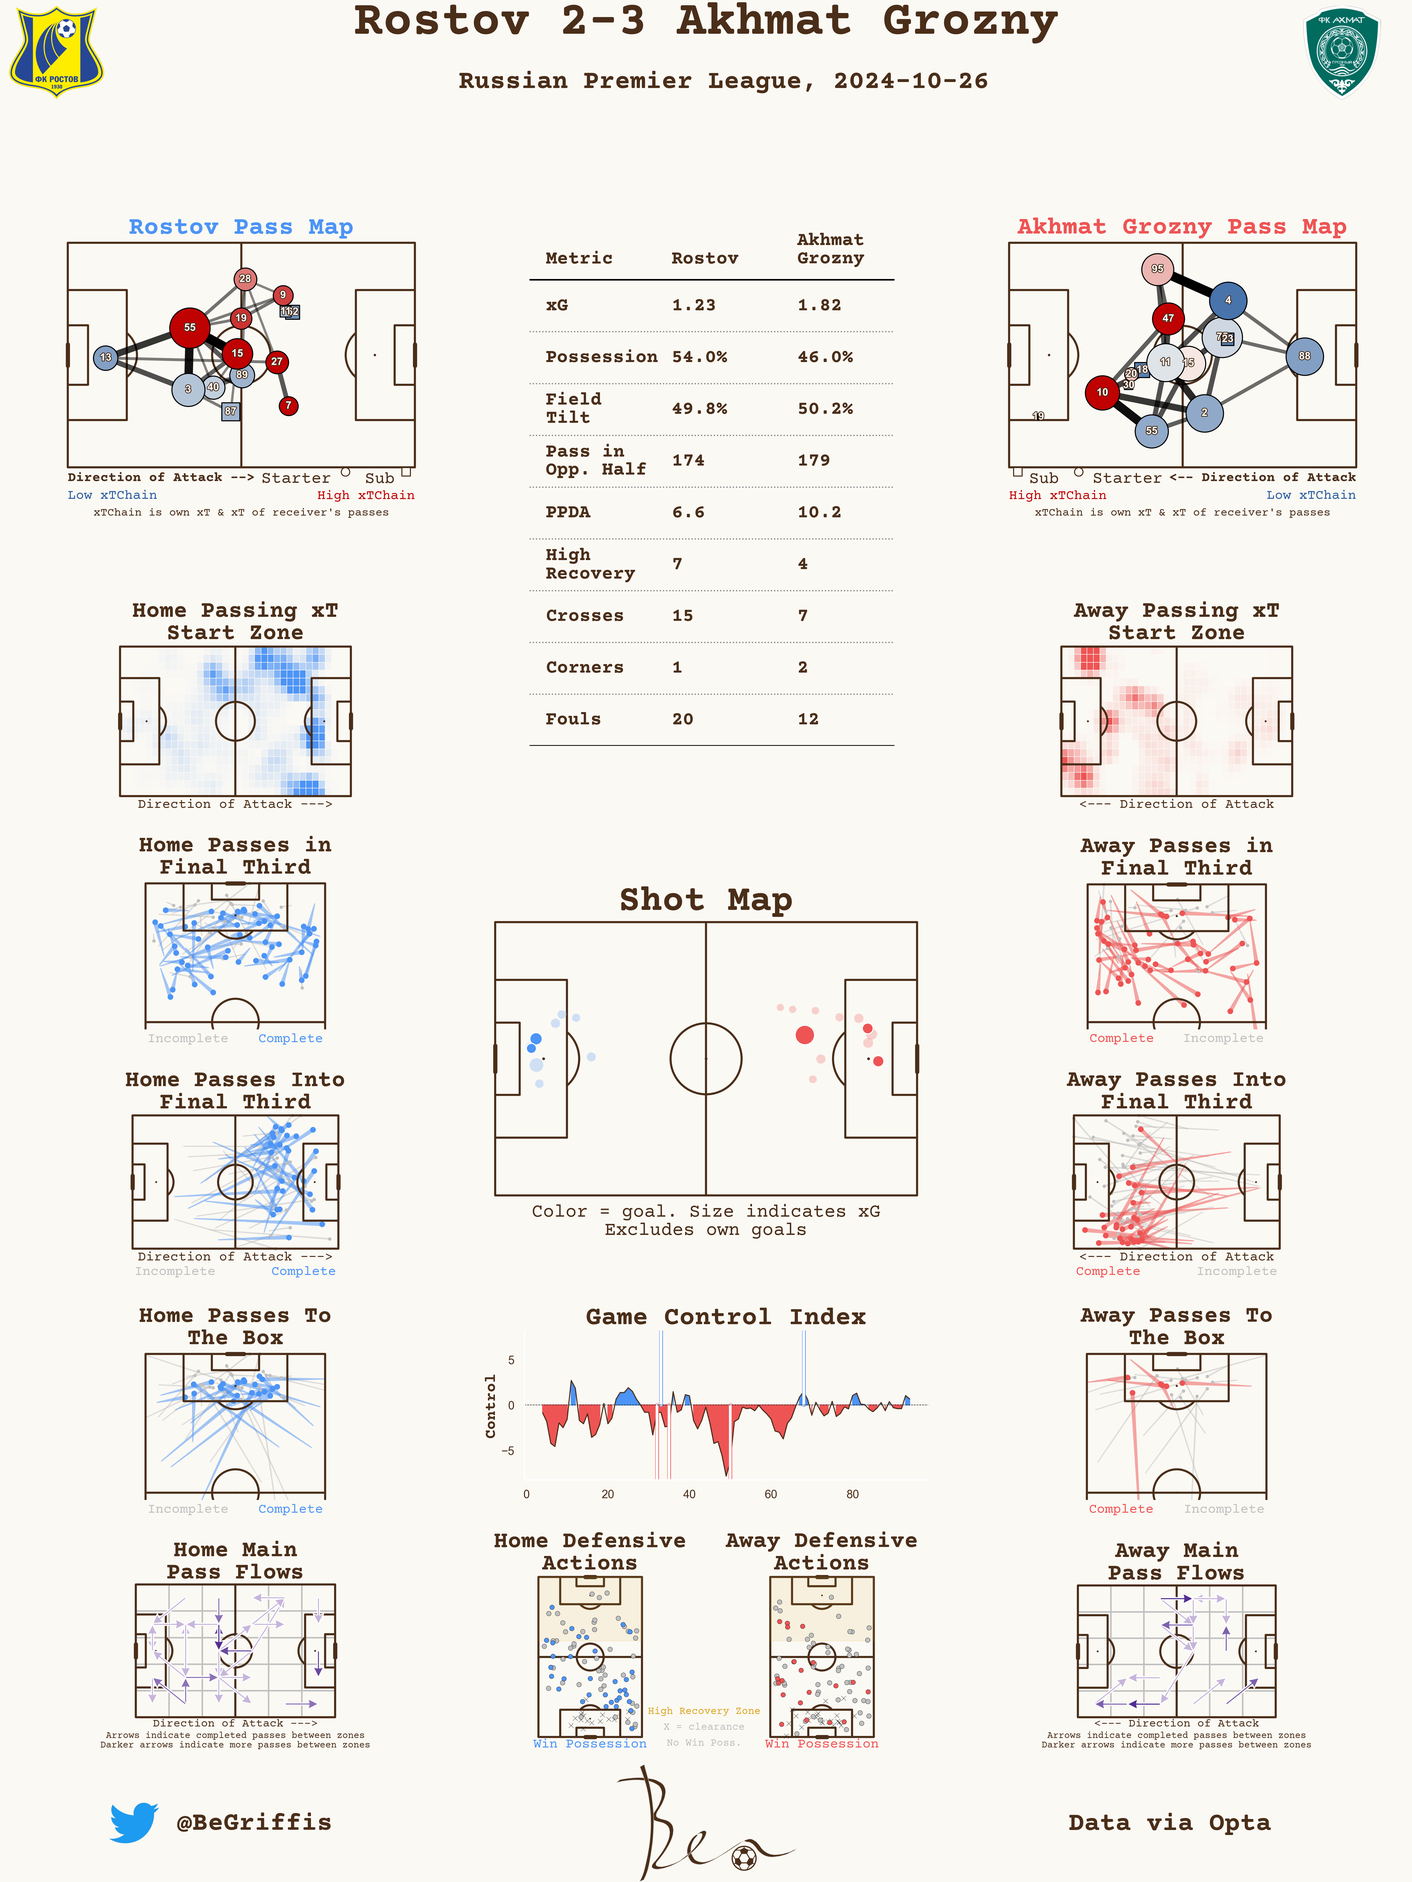 Rostov 2-3 Akhmat Grozny
Russian Premier League, 2024-10-26
ФК РОСТОВ
1930
ФК АХМАТ
ГРОЗНЫЙ
Rostov Pass Map
28
9
19
55
15
13
27
89
3
40
87
7
Direction of Attack --> Starter Sub
Low xTChain High xTChain
xTChain is own xT & xT of receiver's passes
Metric Rostov Akhmat Grozny
xG 1.23 1.82
Possession 54.0% 46.0%
Field Tilt 49.8% 50.2%
Pass in Opp. Half 174 179
PPDA 6.6 10.2
High Recovery 7 4
Crosses 15 7
Corners 1 2
Fouls 20 12
Akhmat Grozny Pass Map
95
4
47
23
88
11
15
18
20
30
10
2
19
55
Sub Starter <-- Direction of Attack
High xTChain Low xTChain
xTChain is own xT & xT of receiver's passes
Home Passing xT
Start Zone
Direction of Attack --->
Away Passing xT
Start Zone
<--- Direction of Attack
Home Passes in
Final Third
Incomplete Complete
Away Passes in
Final Third
Complete Incomplete
Shot Map
Color = goal. Size indicates xG
Excludes own goals
Home Passes Into
Final Third
Direction of Attack --->
Incomplete Complete
Away Passes Into
Final Third
<--- Direction of Attack
Complete Incomplete
Home Passes To
The Box
Incomplete Complete
Game Control Index
Control
5
0
−5
0 20 40 60 80
Away Passes To
The Box
Complete Incomplete
Home Main
Pass Flows
Direction of Attack --->
Arrows indicate completed passes between zones
Darker arrows indicate more passes between zones
Home Defensive
Actions
Win Possession
High Recovery Zone
X = clearance
No Win Poss.
Away Defensive
Actions
Win Possession
Away Main
Pass Flows
<--- Direction of Attack
Arrows indicate completed passes between zones
Darker arrows indicate more passes between zones
@BeGriffis
Ben
Data via Opta